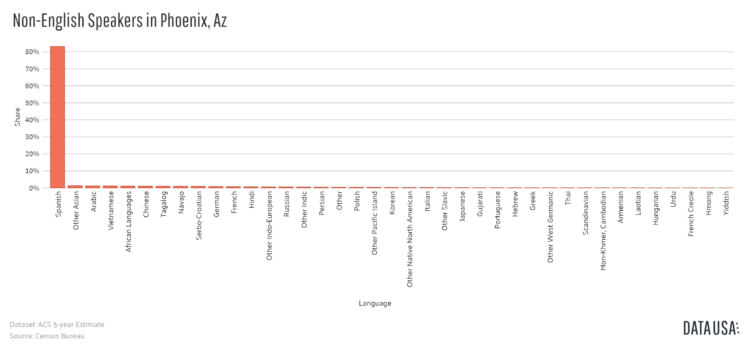 Non-English Speakers in Phoenix, Az
80%
70%
60%
50%
40%
30%
20%
10%
0%
Share
Spanish
Other Asian
Arabic
Vietnamese
African Languages
Chinese
Tagalog
Navajo
Serbo-Croatian
German
French
Hindi
Other Indo-European
Russian
Other Indic
Persian
Other
Polish
Other Pacific Island
Korean
Other Native North American
Italian
Other Slavic
Japanese
Gujarati
Portuguese
Hebrew
Greek
Other West Germanic
Thai
Scandinavian
Mon-Khmer, Cambodian
Armenian
Laotian
Hungarian
Urdu
French Creole
Hmong
Yiddish
Language
Dataset: ACS 5-year Estimate
Source: Census Bureau
DATA USA: